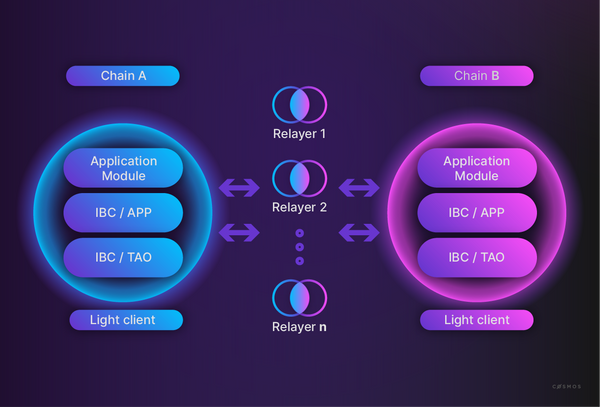 Chain A
Application
Module
IBC / APP
IBC / TAO
Light client
Relayer 1
Relayer 2
Relayer n
Chain B
Application
Module
IBC / APP
IBC / TAO
Light client
COSMOS